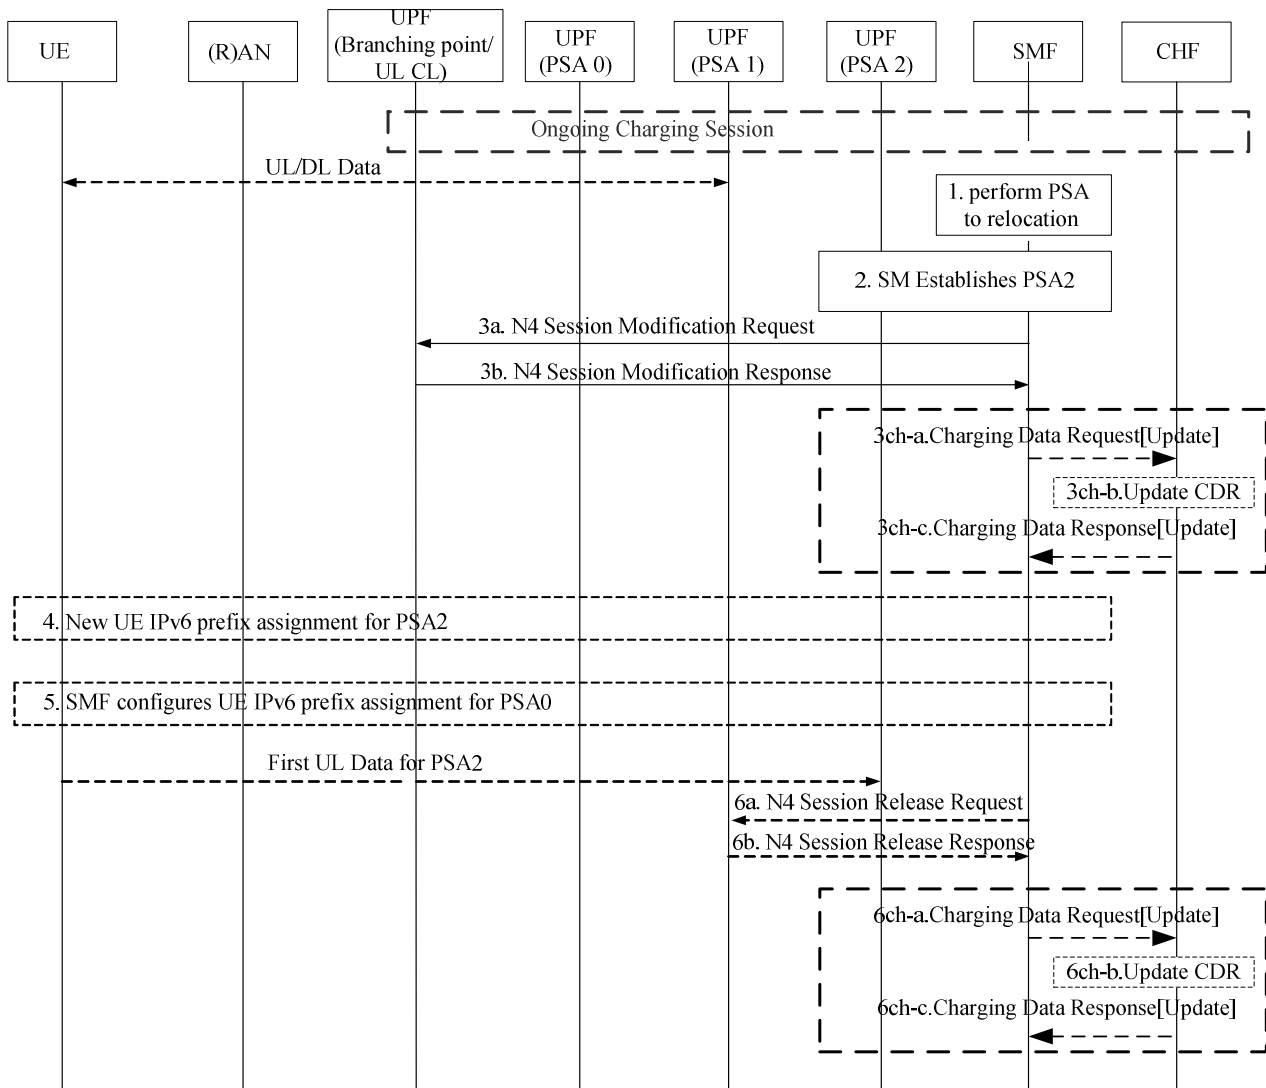 UE
(R)AN
UPF
(Branching point/
UL CL)
UPF
(PSA 0)
UPF
(PSA 1)
UPF
(PSA 2)
SMF
CHF
Ongoing Charging Session
UL/DL Data
1. perform PSA
to relocation
2. SM Establishes PSA2
3a. N4 Session Modification Request
3b. N4 Session Modification Response
3ch-a.Charging Data Request[Update]
3ch-b.Update CDR
3ch-c.Charging Data Response[Update]
4. New UE IPv6 prefix assignment for PSA2
5. SMF configures UE IPv6 prefix assignment for PSA0
First UL Data for PSA2
6a. N4 Session Release Request
6b. N4 Session Release Response
6ch-a.Charging Data Request[Update]
6ch-b.Update CDR
6ch-c.Charging Data Response[Update]